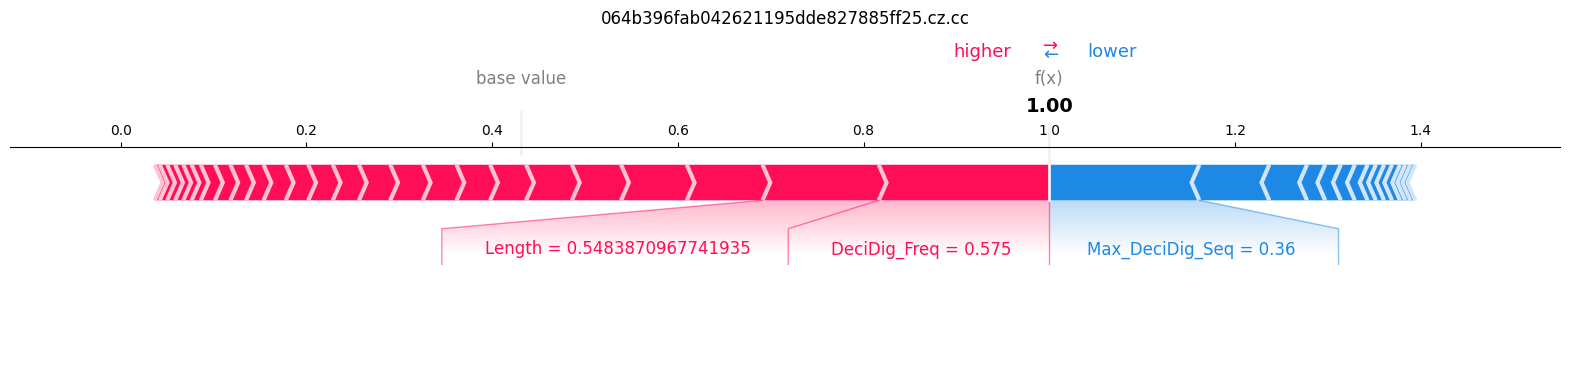 064b396fab042621195dde827885ff25.cz.cc
higher → ← lower
base value f(x)
1.00
0.0 0.2 0.4 0.6 0.8 1.0 1.2 1.4
Length = 0.5483870967741935 DeciDig_Freq = 0.575 Max_DeciDig_Seq = 0.36